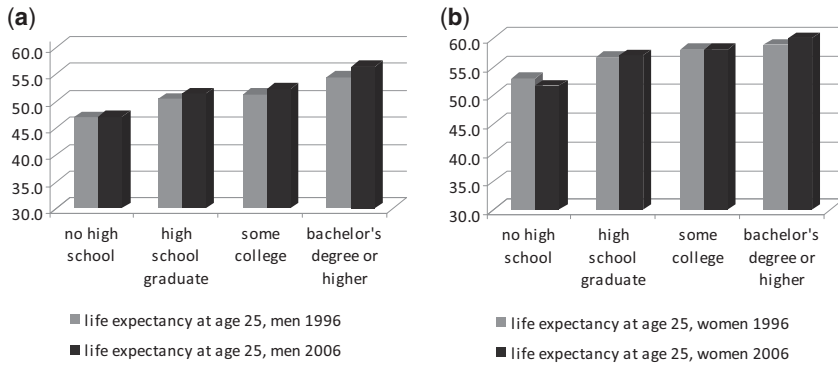 (a)
60.0
55.0
50.0
45.0
40.0
35.0
30.0
no high
school
high
school
graduate
some
college
bachelor's
degree or
higher
life expectancy at age 25, men 1996
life expectancy at age 25, men 2006
(b)
60.0
55.0
50.0
45.0
40.0
35.0
30.0
no high
school
high
school
graduate
some
college
bachelor's
degree or
higher
life expectancy at age 25, women 1996
life expectancy at age 25, women 2006